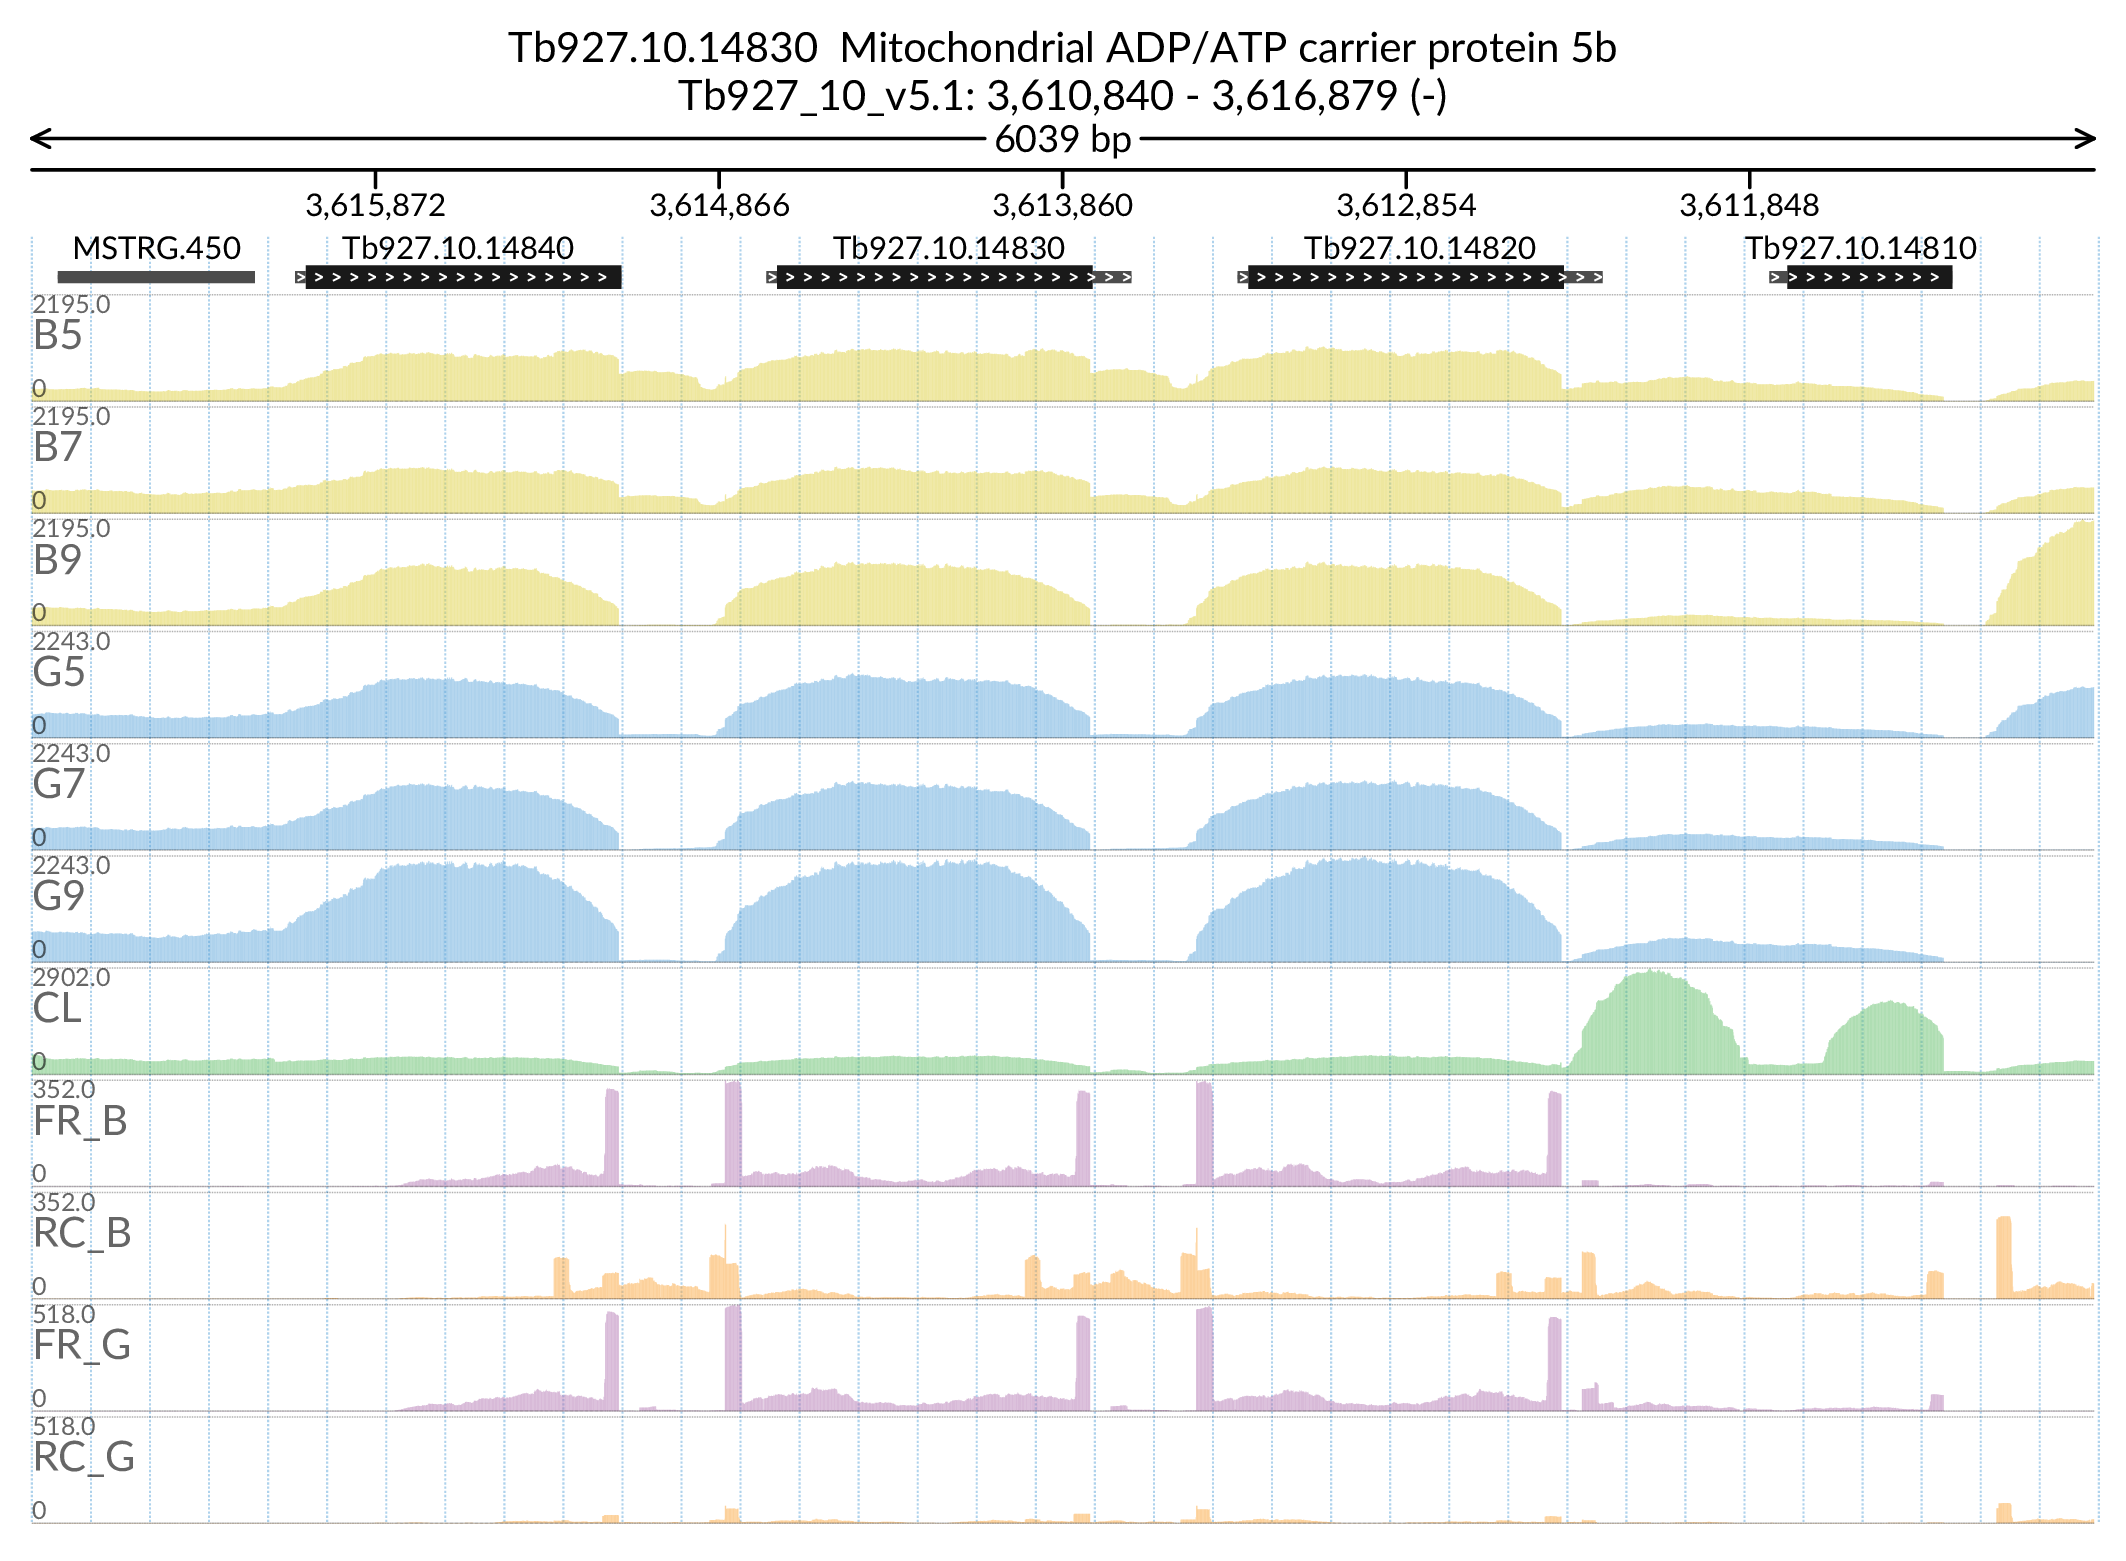 Tb927.10.14830 Mitochondrial ADP/ATP carrier protein 5b
Tb927_10_v5.1: 3,610,840 - 3,616,879 (-)
6039 bp
3,615,872 3,614,866 3,613,860 3,612,854 3,611,848
MSTRG.450 Tb927.10.14840 Tb927.10.14830 Tb927.10.14820 Tb927.10.14810
2195.0
B5
0
2195.0
B7
0
2195.0
B9
0
2243.0
G5
0
2243.0
G7
0
2243.0
G9
0
2902.0
CL
0
352.0
FR_B
0
352.0
RC_B
0
518.0
FR_G
0
518.0
RC_G
0